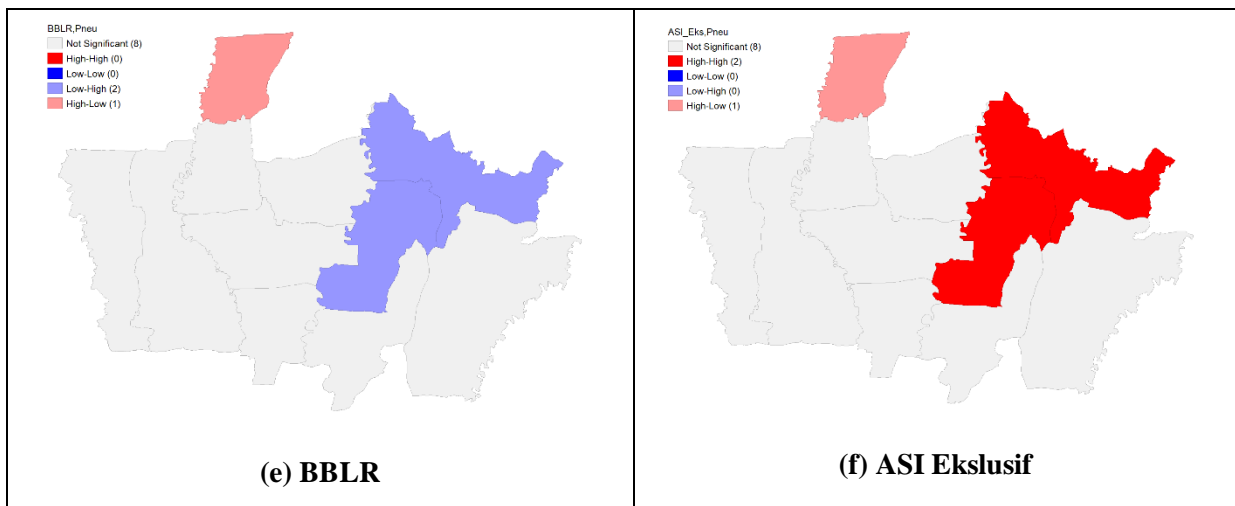 BBLR,Pneu
Not Significant (8)
High-High (0)
Low-Low (0)
Low-High (2)
High-Low (1)
(e) BBLR
ASI_Eks,Pneu
Not Significant (8)
High-High (2)
Low-Low (0)
Low-High (0)
High-Low (1)
(f) ASI Ekslusif